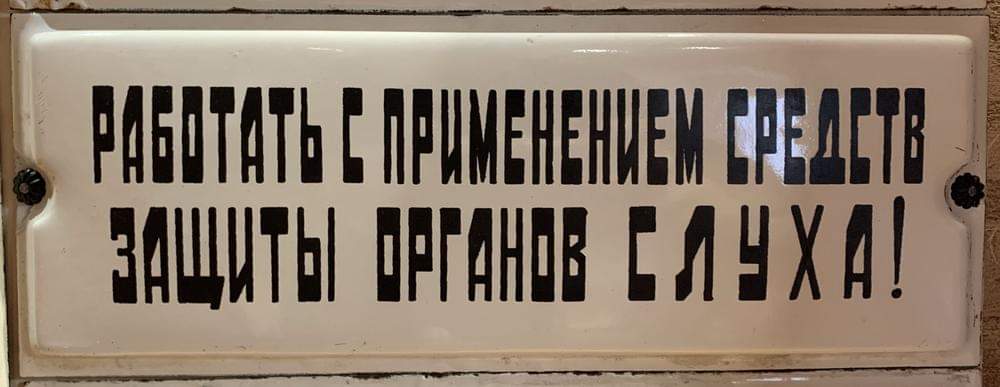 РАБОТАТЬ С ПРИМЕНЕНИЕМ СРЕДСТВ
ЗАЩИТЫ ОРГАНОВ СЛУХА!